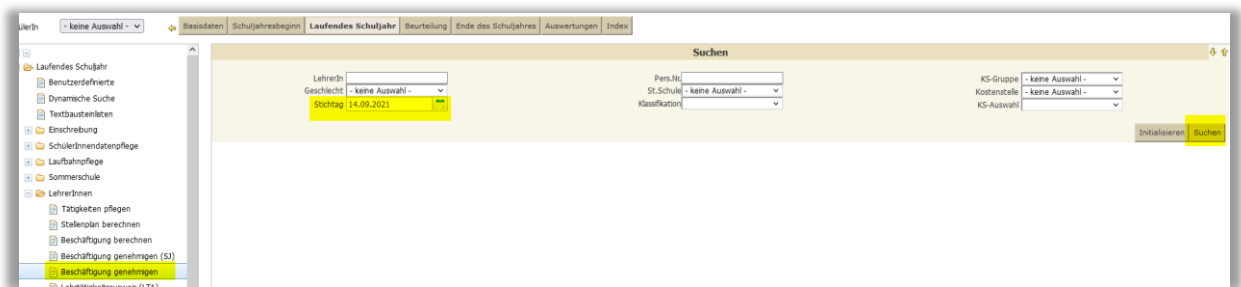 ülerIn - keine Auswahl - Basisdaten Schuljahresbeginn Laufendes Schuljahr Beurteilung Ende des Schuljahres Auswertungen Index
Suchen
Laufendes Schuljahr
Benutzerdefinierte
Dynamische Suche
Textbausteinlisten
Einschreibung
SchülerInnendatenpflege
Laufbahnpflege
Sommerschule
LehrerInnen
Tätigkeiten pflegen
Stellenplan berechnen
Beschäftigung berechnen
Beschäftigung genehmigen (SJ)
Beschäftigung genehmigen
LehrerIn Pers.Nr. KS-Gruppe - keine Auswahl -
Geschlecht - keine Auswahl - St.Schule - keine Auswahl - Kostenstelle - keine Auswahl -
Stichtag 14.09.2021 Klassifikation KS-Auswahl
Initialisieren Suchen